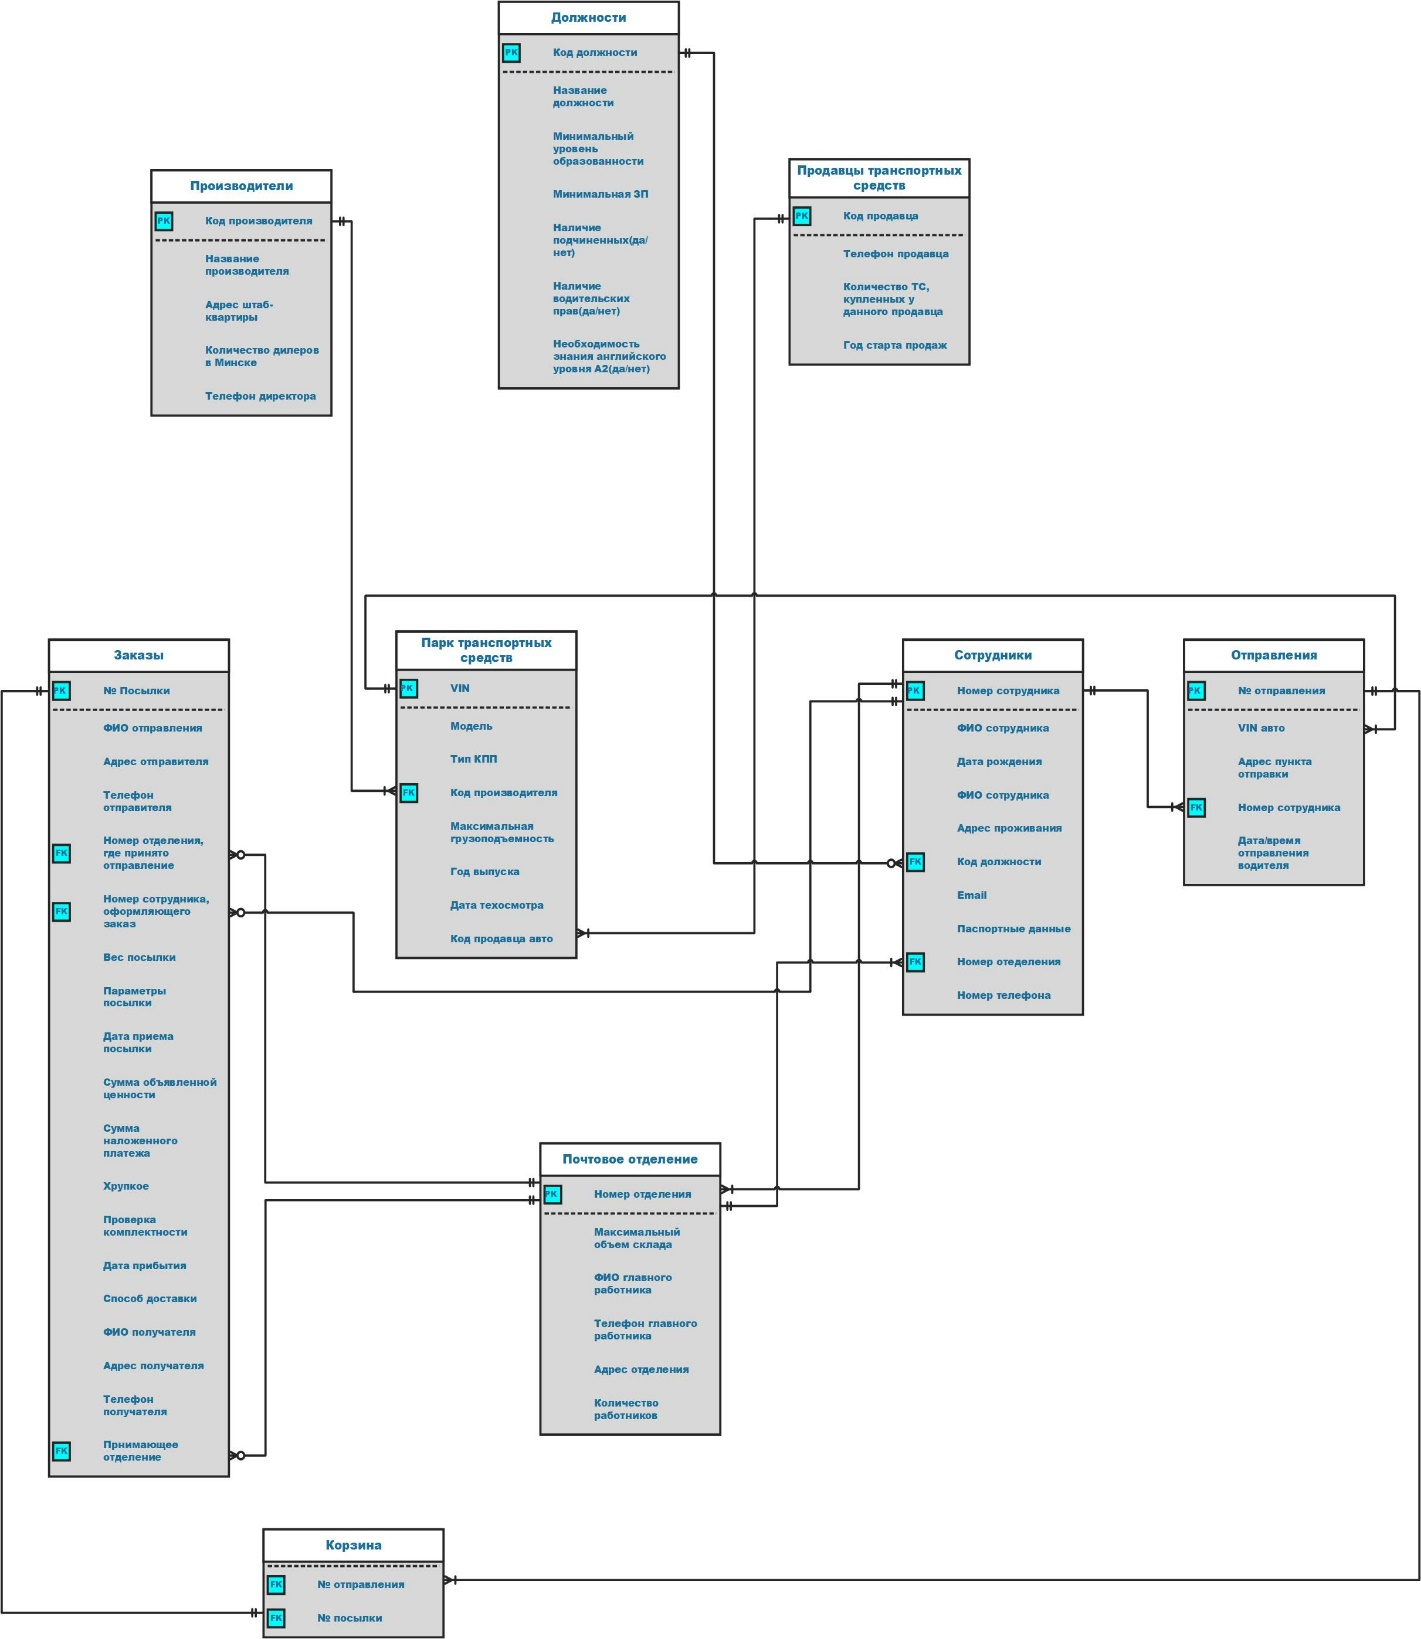 Должности
PK
Код должности
Название
должности
Минимальный
уровень
образованности
Минимальная ЗП
Наличие
подчиненных(да/
нет)
Наличие
водительских
прав(да/нет)
Необходимость
знания английского
уровня А2(да/нет)
Продавцы транспортных
средств
PK
Код продавца
Телефон продавца
Количество ТС,
купленных у
данного продавца
Год старта продаж
Производители
PK
Код производителя
Название
производителя
Адрес штаб-
квартиры
Количество дилеров
в Минске
Телефон директора
Заказы
PK
№ Посылки
ФИО отправления
Адрес отправителя
Телефон
отправителя
FK
Номер отделения,
где принято
отправление
FK
Номер сотрудника,
оформляющего
заказ
Вес посылки
Параметры
посылки
Дата приема
посылки
Сумма объявленной
ценности
Сумма
наложенного
платежа
Хрупкое
Проверка
комплектности
Дата прибытия
Способ доставки
ФИО получателя
Адрес получателя
Телефон
получателя
FK
Прнимающее
отделение
Парк транспортных
средств
PK
VIN
Модель
Тип КПП
FK
Код производителя
Максимальная
грузоподъемность
Год выпуска
Дата техосмотра
Код продавца авто
Сотрудники
PK
Номер сотрудника
ФИО сотрудника
Дата рождения
ФИО сотрудника
Адрес проживания
FK
Код должности
Email
Паспортные данные
FK
Номер отеделения
Номер телефона
Отправления
PK
№ отправления
VIN авто
Адрес пункта
отправки
FK
Номер сотрудника
Дата/время
отправления
водителя
Почтовое отделение
PK
Номер отделения
Максимальный
объем склада
ФИО главного
работника
Телефон главного
работника
Адрес отделения
Количество
работников
Корзина
FK
№ отправления
FK
№ посылки